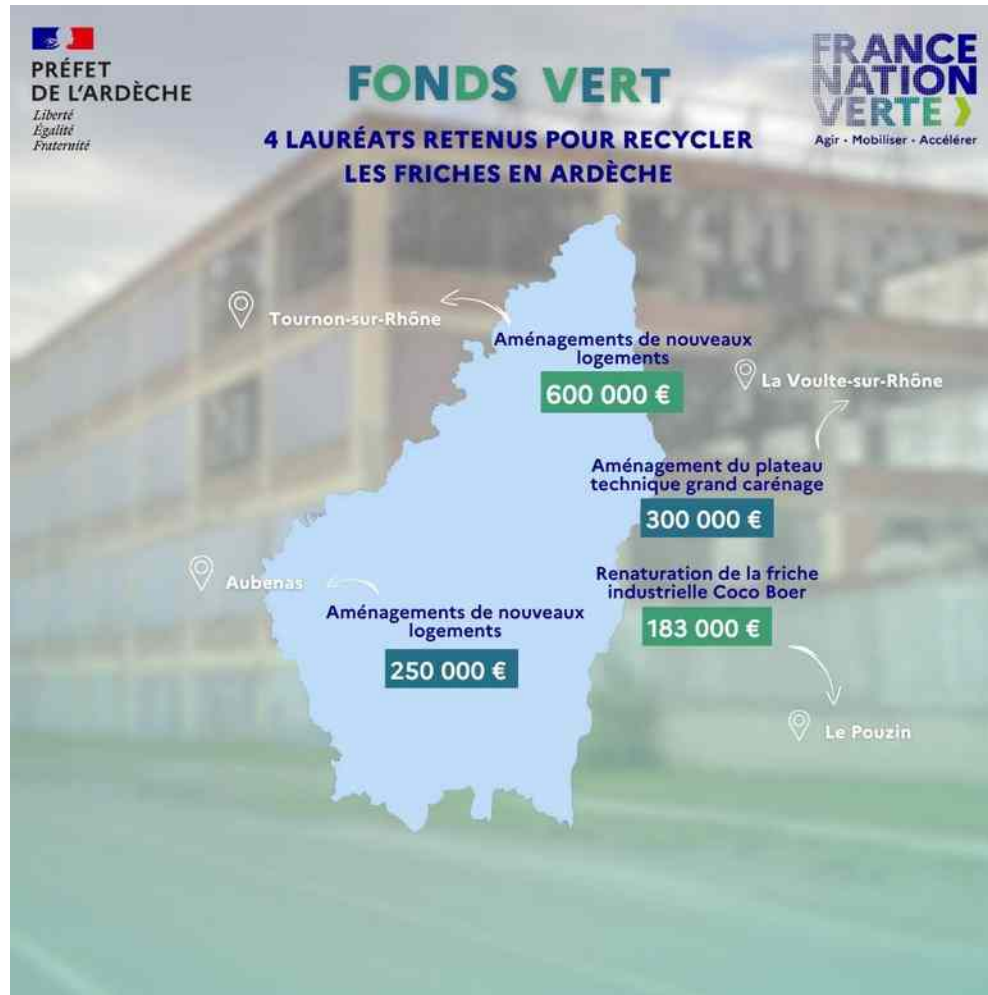 PRÉFET
DE L'ARDÈCHE
Liberté
Égalité
Fraternité
FRANCE
NATION
VERTE
Agir • Mobiliser • Accélérer
FONDS VERT
4 LAURÉATS RETENUS POUR RECYCLER
LES FRICHES EN ARDÈCHE
Tournon-sur-Rhône
Aménagements de nouveaux
logements
600 000 €
La Voulte-sur-Rhône
Aménagement du plateau
technique grand carénage
300 000 €
Renaturation de la friche
industrielle Coco Boer
183 000 €
Le Pouzin
Aubenas
Aménagements de nouveaux
logements
250 000 €